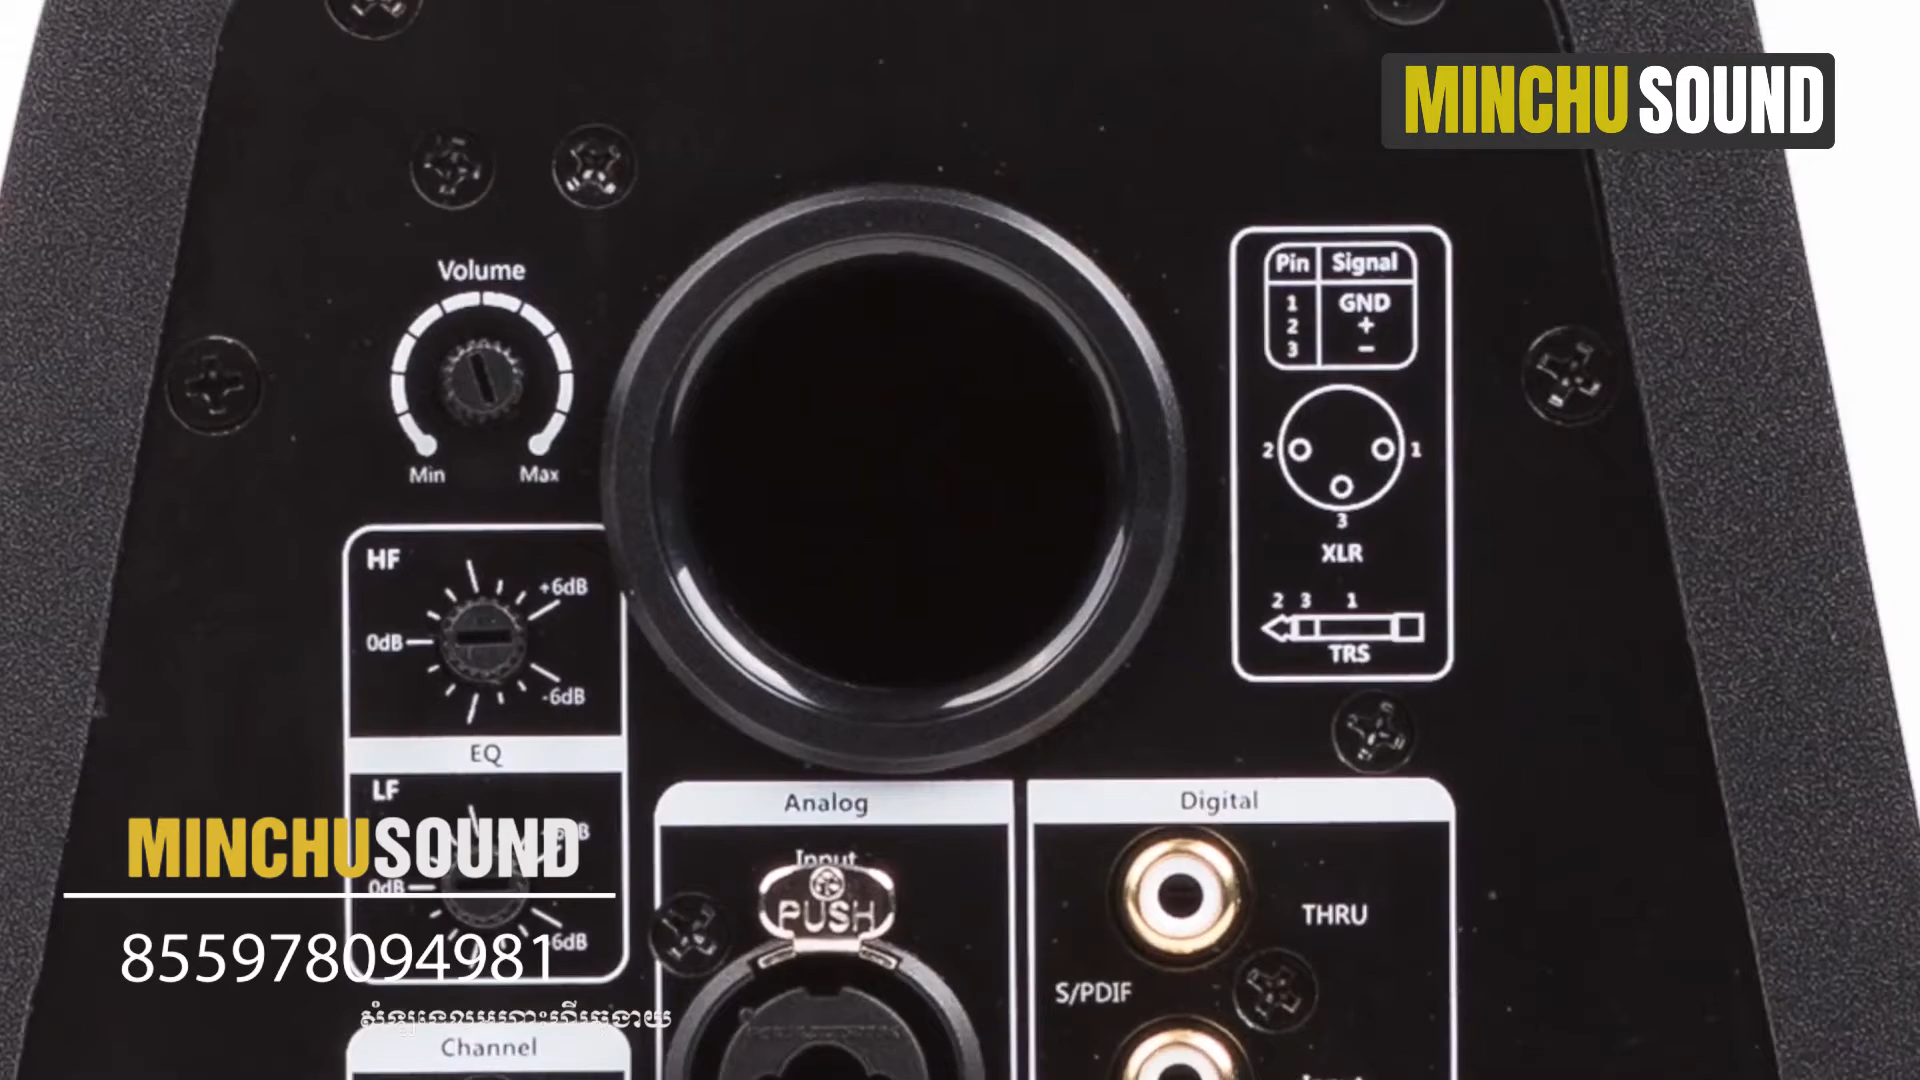 MINCHU SOUND
Volume
Min Max
Pin Signal
1 GND
2 +
3 −
2 1
3
XLR
2 3 1
TRS
HF
+6dB
0dB
-6dB
EQ
LF
0dB
-6dB
Analog
Input
PUSH
Digital
THRU
S/PDIF
MINCHUSOUND
855978094981
Channel